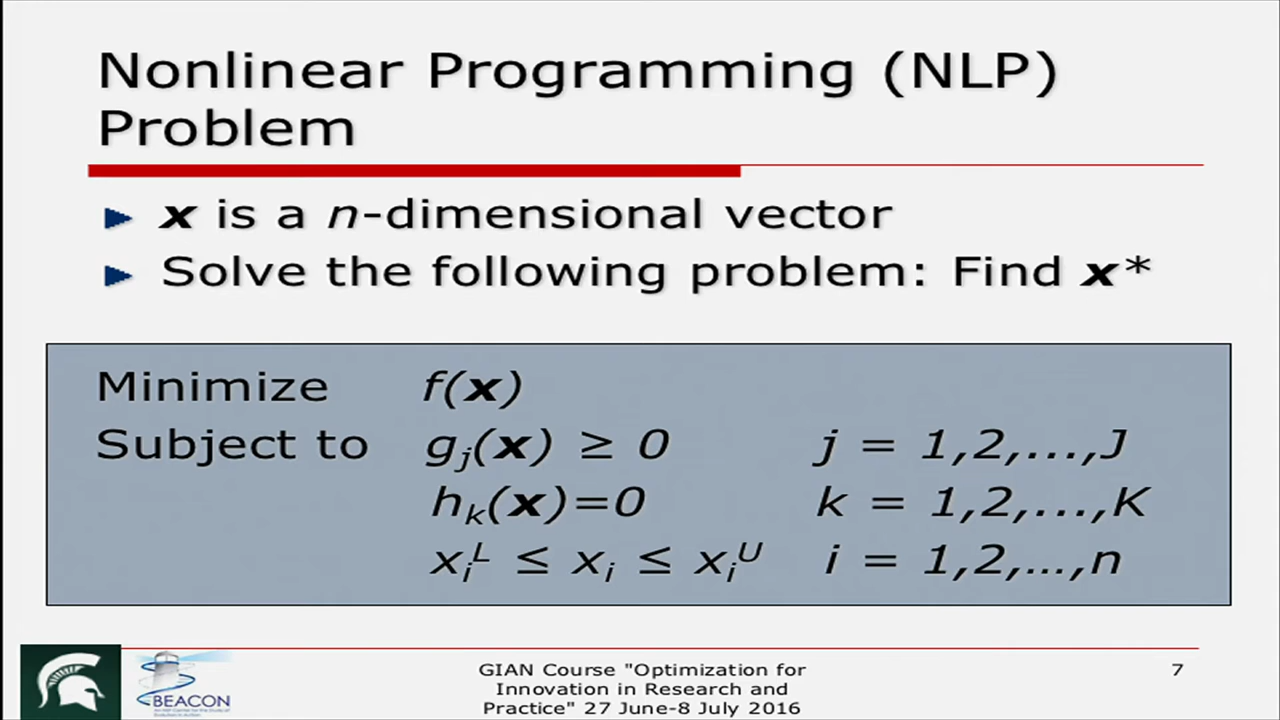 Nonlinear Programming (NLP)
Problem
x is a n-dimensional vector
Solve the following problem: Find x*
Minimize f(x)
Subject to gj(x) ≥ 0 j = 1,2,...,J
hk(x)=0 k = 1,2,...,K
xiL ≤ xi ≤ xiU i = 1,2,...,n
BEACON
GIAN Course "Optimization for
Innovation in Research and
Practice" 27 June-8 July 2016
7